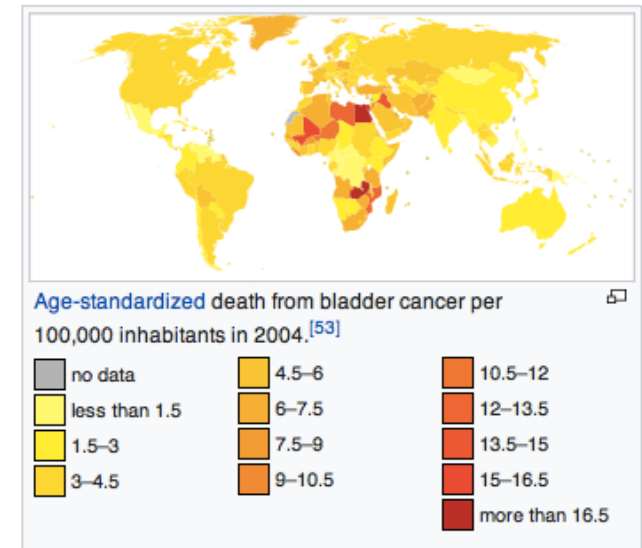 Age-standardized death from bladder cancer per
100,000 inhabitants in 2004.[53]
no data
less than 1.5
1.5–3
3–4.5
4.5–6
6–7.5
7.5–9
9–10.5
10.5–12
12–13.5
13.5–15
15–16.5
more than 16.5